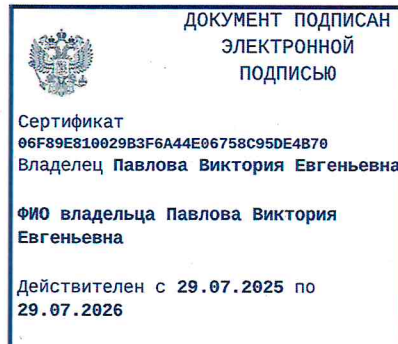 ДОКУМЕНТ ПОДПИСАН
ЭЛЕКТРОННОЙ
ПОДПИСЬЮ
Сертификат
06F89E810029B3F6A44E06758C95DE4B70
Владелец Павлова Виктория Евгеньевна
ФИО владельца Павлова Виктория
Евгеньевна
Действителен с 29.07.2025 по
29.07.2026